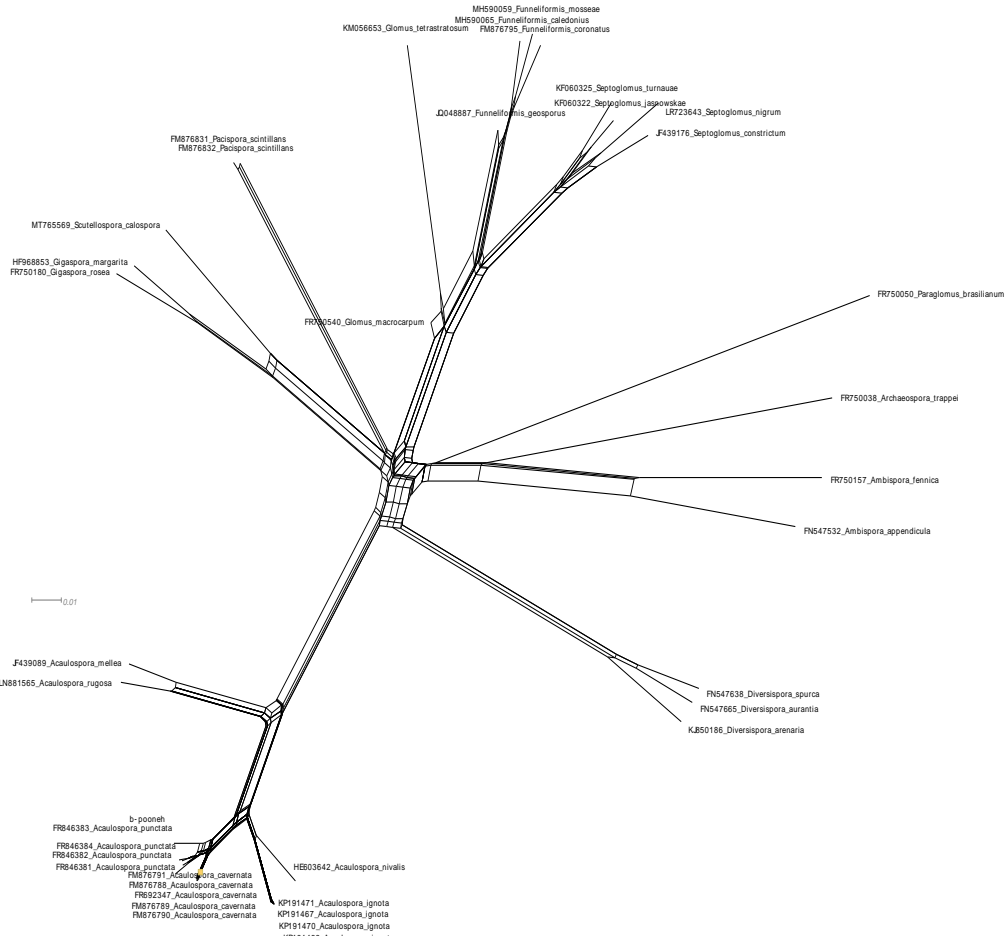 MH590059_Funneliformis_mosseae
MH590065_Funneliformis_caledonius
KM056653_Glomus_tetrastratosum
FM876795_Funneliformis_coronatus
KF060325_Septoglomus_turnauae
KF060322_Septoglomus_jasnowskae
JQ048887_Funneliformis_geosporus
LR723643_Septoglomus_nigrum
JF439176_Septoglomus_constrictum
FM876831_Pacispora_scintillans
FM876832_Pacispora_scintillans
MT765569_Scutellospora_calospora
HF968853_Gigaspora_margarita
FR750180_Gigaspora_rosea
FR750050_Paraglomus_brasilianum
FR750540_Glomus_macrocarpum
FR750038_Archaeospora_trappei
FR750157_Ambispora_fennica
FN547532_Ambispora_appendicula
0.01
JF439089_Acaulospora_mellea
LN881565_Acaulospora_rugosa
FN547638_Diversispora_spurca
FN547665_Diversispora_aurantia
KJ850186_Diversispora_arenaria
b-pooneh
FR846383_Acaulospora_punctata
FR846384_Acaulospora_punctata
FR846382_Acaulospora_punctata
FR846381_Acaulospora_punctata
HE603642_Acaulospora_nivalis
FM876791_Acaulospora_cavernata
FM876788_Acaulospora_cavernata
FR692347_Acaulospora_cavernata
FM876789_Acaulospora_cavernata
FM876790_Acaulospora_cavernata
KP191471_Acaulospora_ignota
KP191467_Acaulospora_ignota
KP191470_Acaulospora_ignota